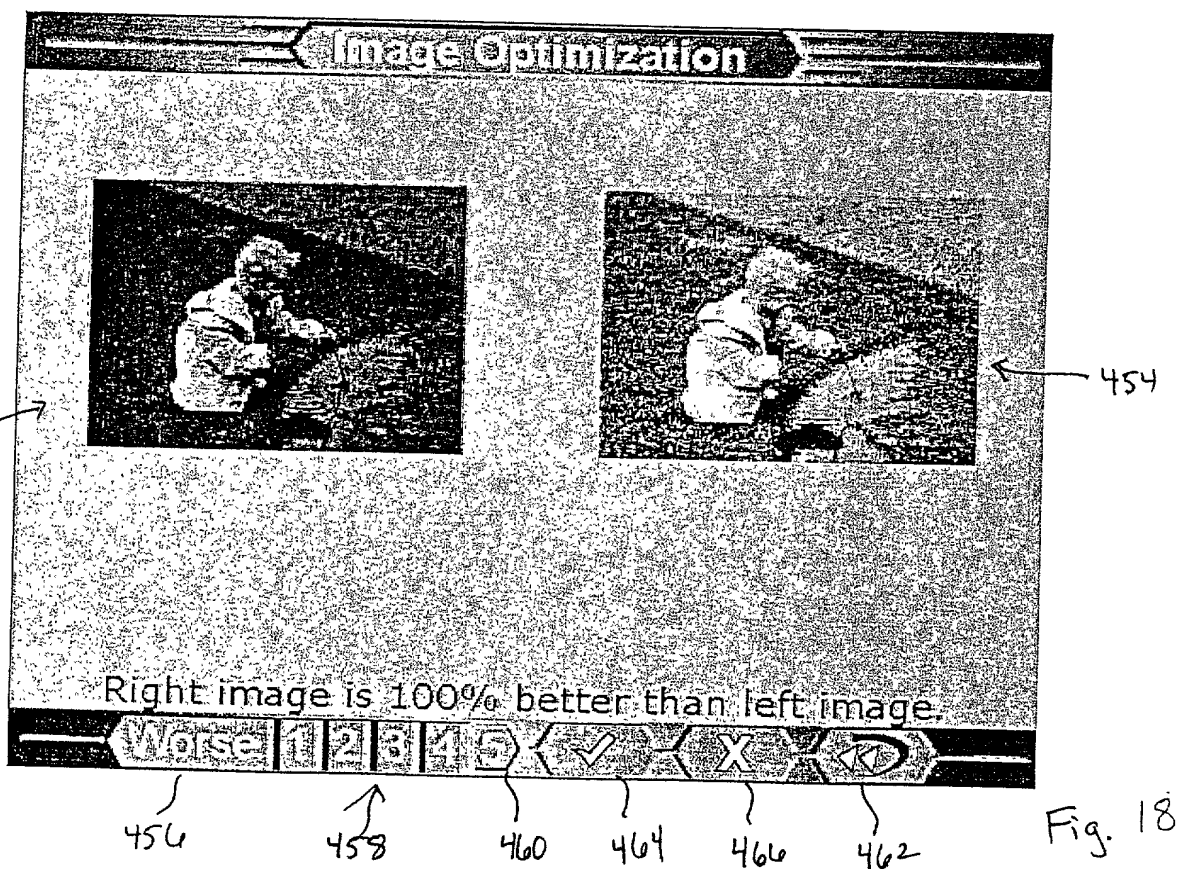 Image Optimization
454
Right image is 100% better than left image.
Worse 1 2 3 4 5 ✓ X
456 458 460 464 466 462
Fig. 18